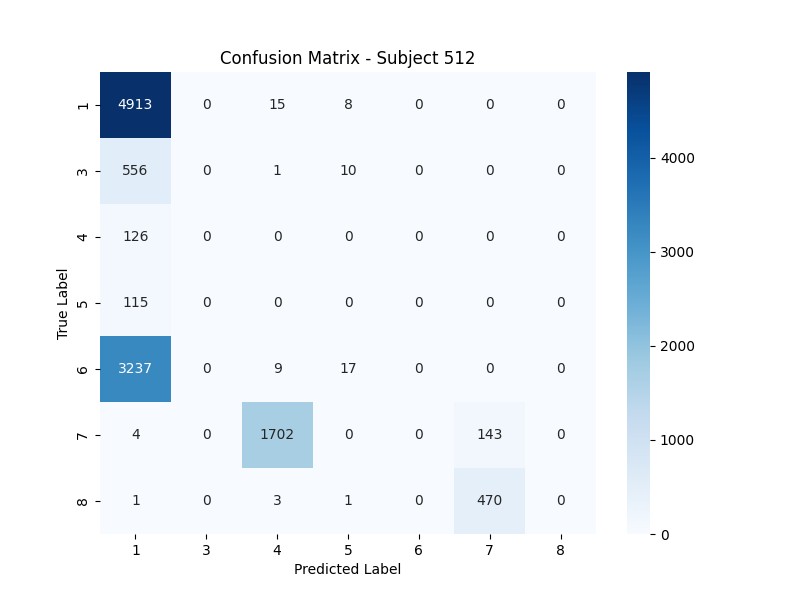 Confusion Matrix - Subject 512
1 4913 0 15 8 0 0 0
3 556 0 1 10 0 0 0
4 126 0 0 0 0 0 0
5 115 0 0 0 0 0 0
6 3237 0 9 17 0 0 0
7 4 0 1702 0 0 143 0
8 1 0 3 1 0 470 0
1 3 4 5 6 7 8
Predicted Label
True Label
4000
3000
2000
1000
0